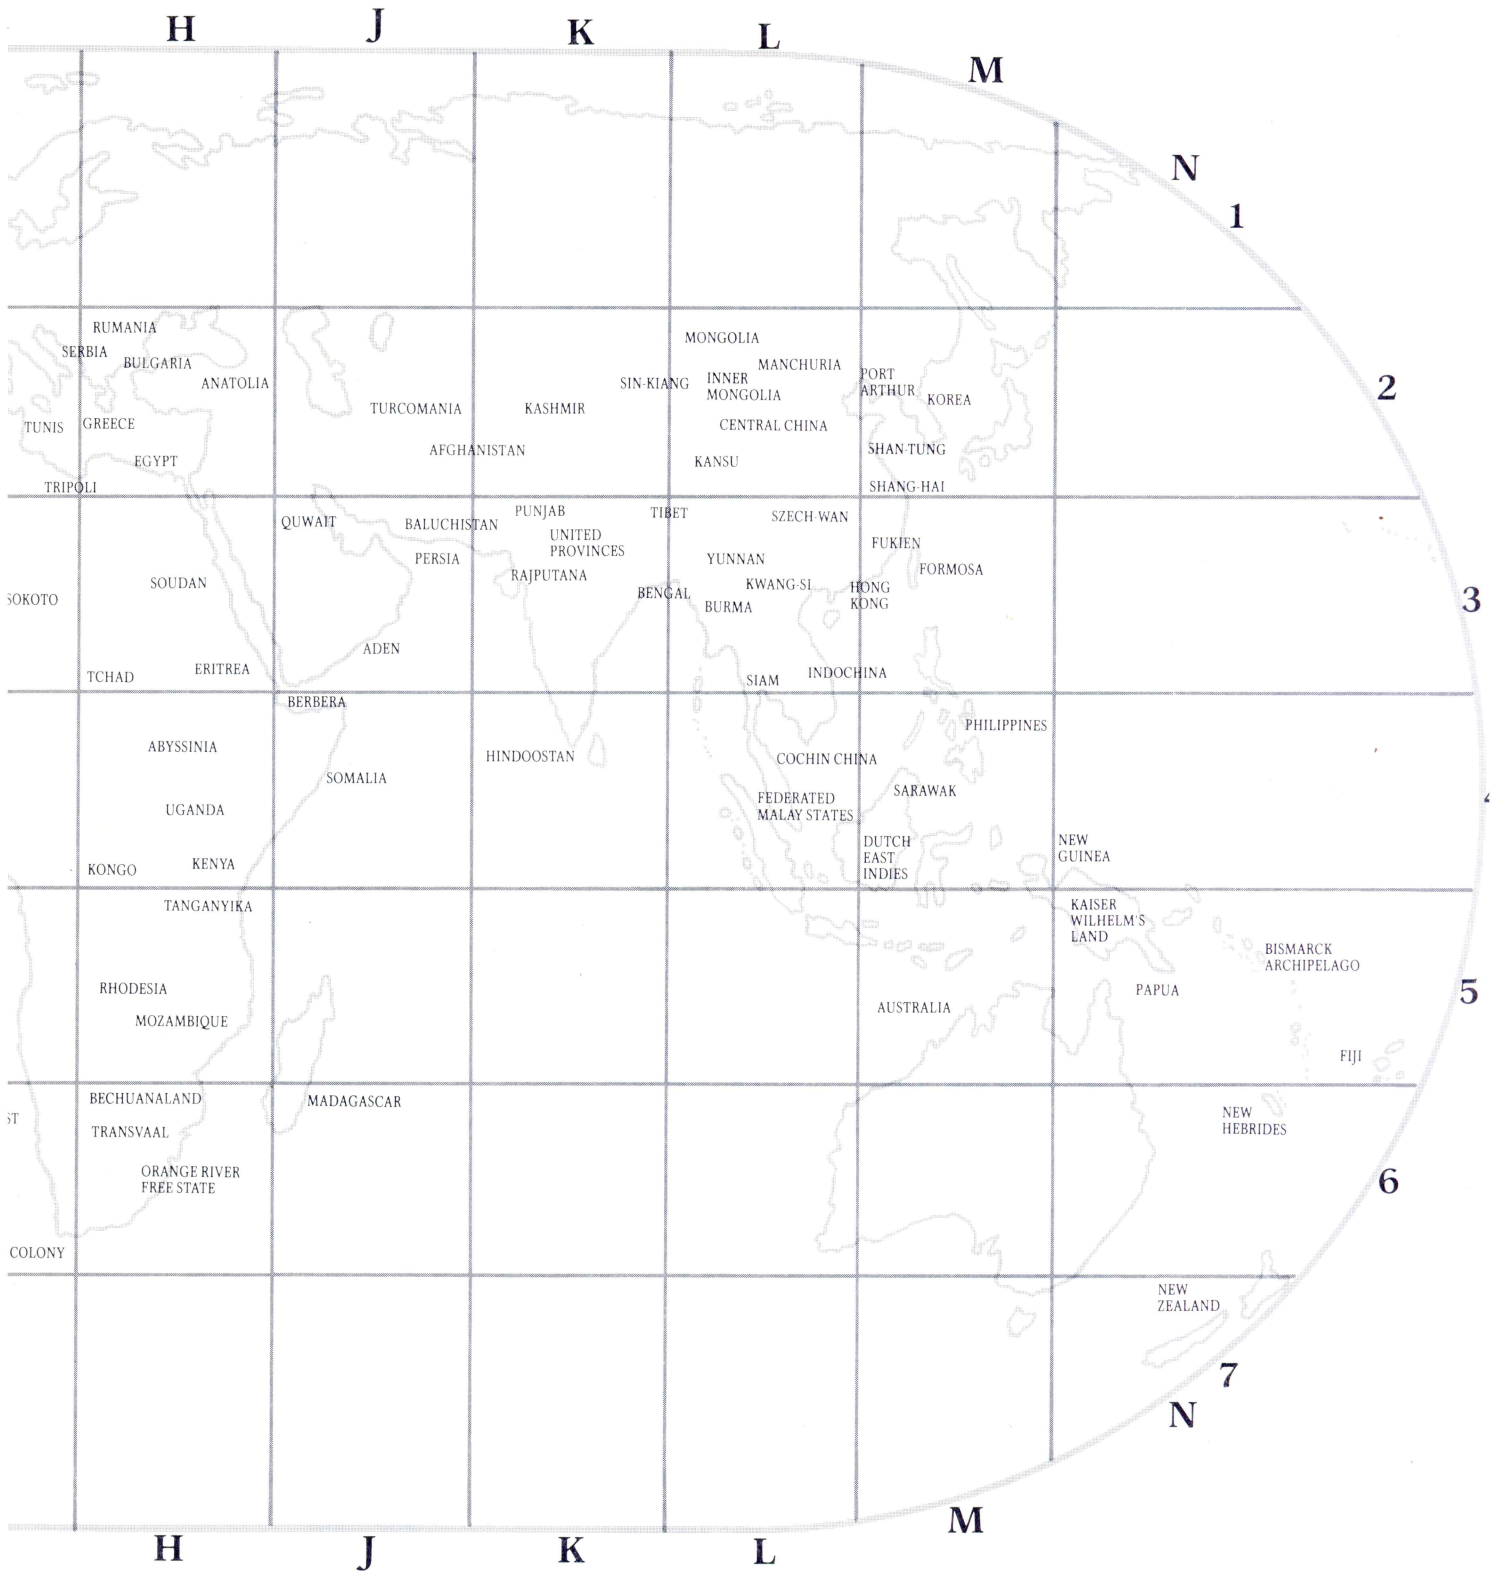 H
J
K
L
M
N
1
RUMANIA
SERBIA
BULGARIA
ANATOLIA
TUNIS
GREECE
EGYPT
TRIPOLI
TURCOMANIA
AFGHANISTAN
KASHMIR
SIN-KIANG
MONGOLIA
MANCHURIA
INNER
MONGOLIA
CENTRAL CHINA
KANSU
PORT
ARTHUR
KOREA
SHAN-TUNG
SHANG-HAI
2
SOKOTO
SOUDAN
TCHAD
ERITREA
QUWAIT
BALUCHISTAN
PERSIA
ADEN
PUNJAB
UNITED
PROVINCES
RAJPUTANA
TIBET
BENGAL
SZECH-WAN
YUNNAN
KWANG-SI
BURMA
SIAM
INDOCHINA
FUKIEN
FORMOSA
HONG
KONG
3
BERBERA
ABYSSINIA
SOMALIA
UGANDA
KONGO
KENYA
HINDOOSTAN
COCHIN CHINA
FEDERATED
MALAY STATES
PHILIPPINES
SARAWAK
DUTCH
EAST
INDIES
NEW
GUINEA
TANGANYIKA
RHODESIA
MOZAMBIQUE
AUSTRALIA
KAISER
WILHELM'S
LAND
PAPUA
BISMARCK
ARCHIPELAGO
FIJI
5
ST
BECHUANALAND
TRANSVAAL
ORANGE RIVER
FREE STATE
COLONY
MADAGASCAR
NEW
HEBRIDES
6
NEW
ZEALAND
7
N
M
H
J
K
L